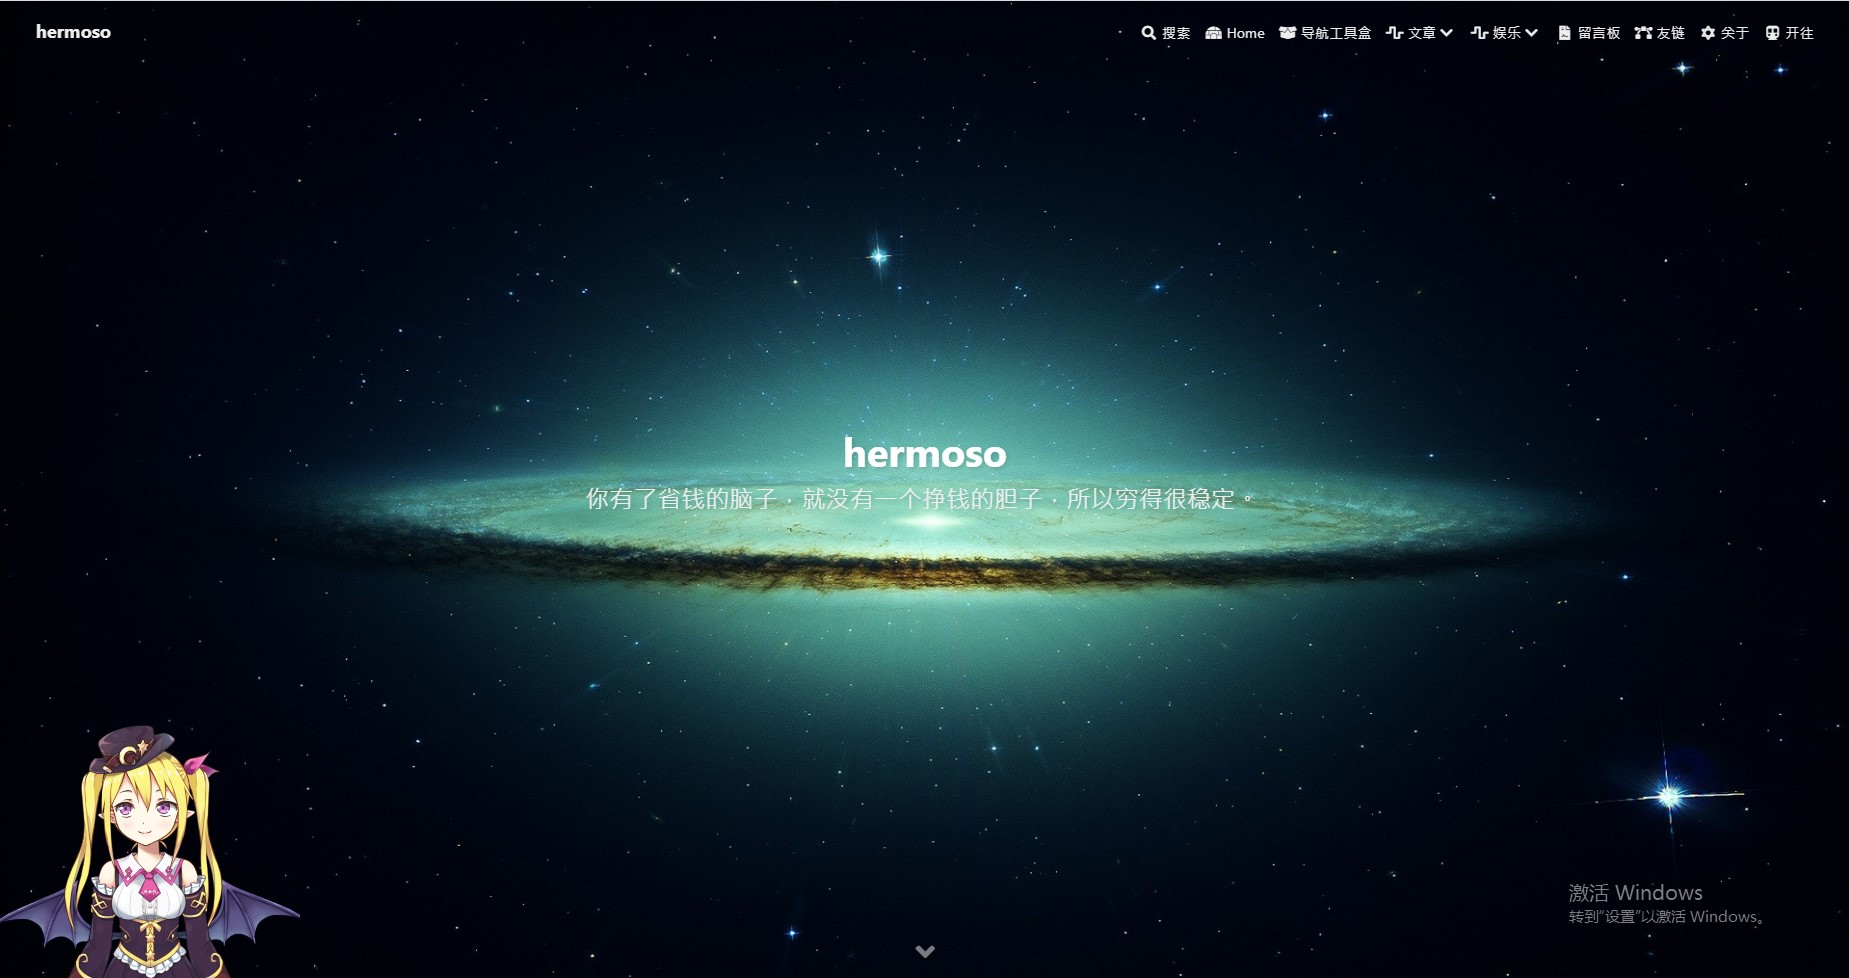 hermoso
搜索 Home 导航工具盒 文章 娱乐 留言板 友链 关于 开往
hermoso
你有了省钱的脑子，就没有一个挣钱的胆子，所以穷得很稳定。
激活 Windows
转到“设置”以激活 Windows。